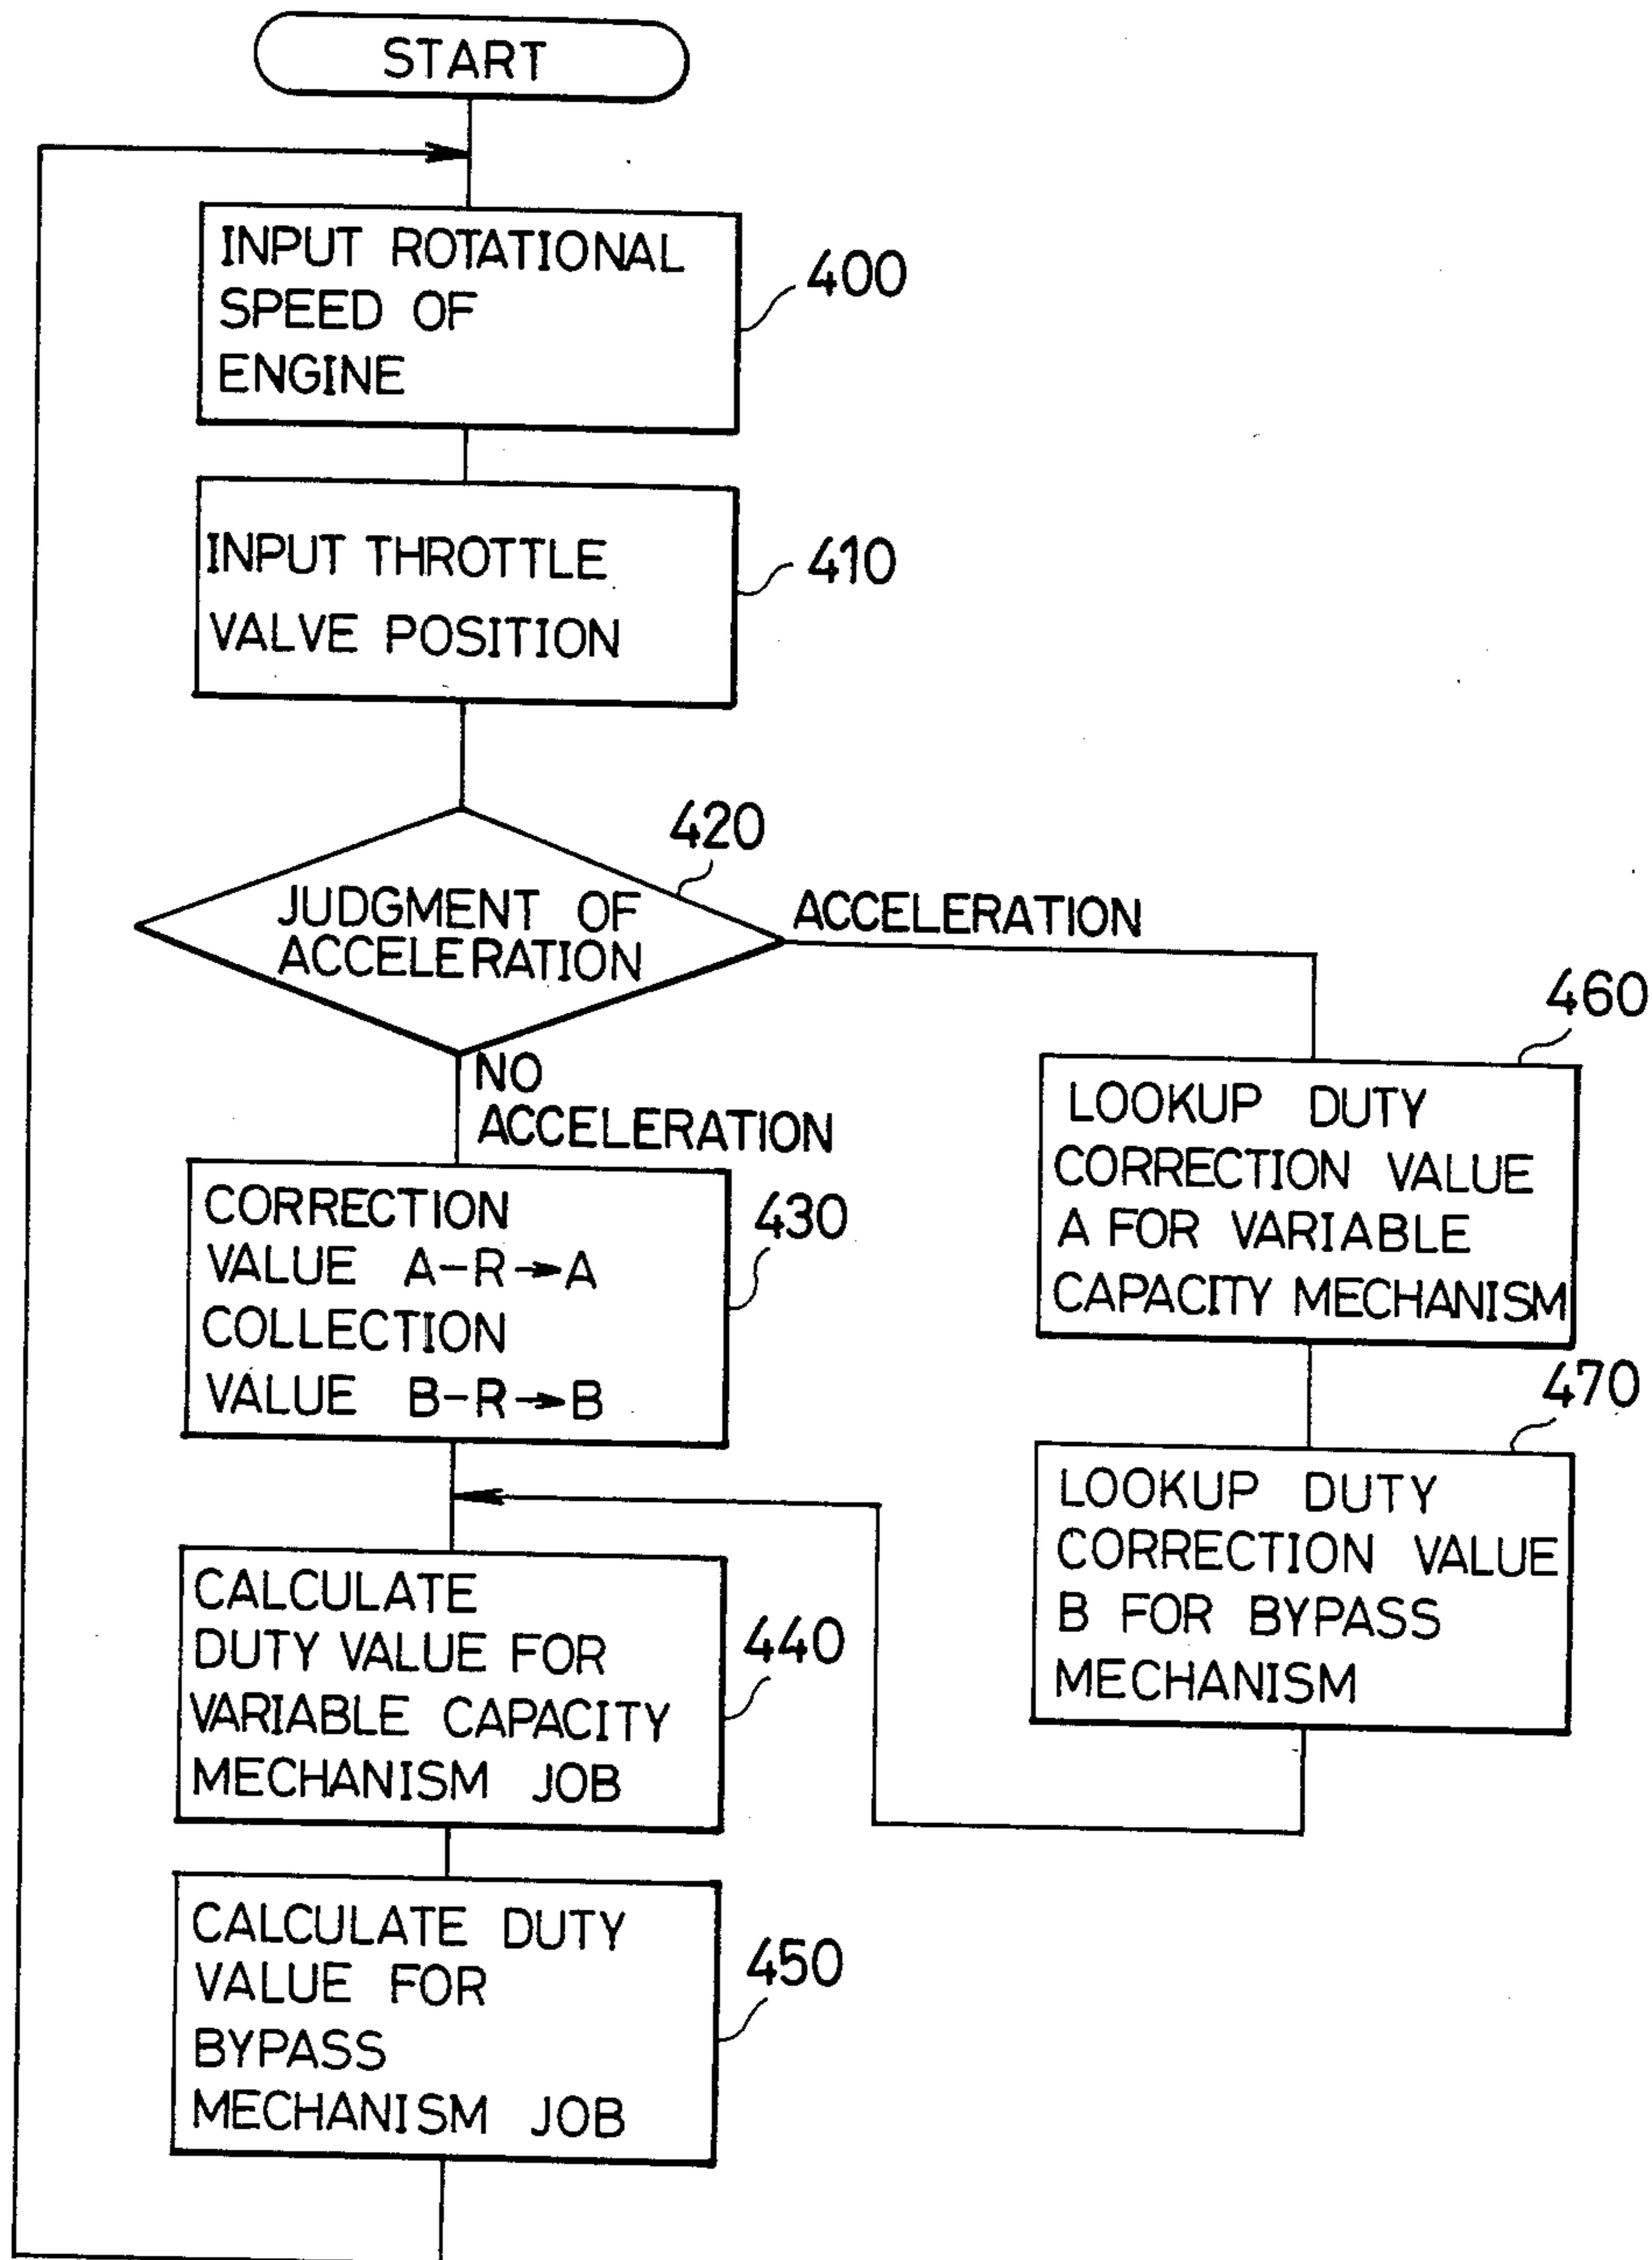 START
INPUT ROTATIONAL
SPEED OF
ENGINE
400
INPUT THROTTLE
VALVE POSITION
410
420
JUDGMENT OF
ACCELERATION
ACCELERATION
NO
ACCELERATION
460
LOOKUP DUTY
CORRECTION VALUE
A FOR VARIABLE
CAPACITY MECHANISM
CORRECTION
VALUE A-R→A
COLLECTION
VALUE B-R→B
430
470
LOOKUP DUTY
CORRECTION VALUE
B FOR BYPASS
MECHANISM
CALCULATE
DUTY VALUE FOR
VARIABLE CAPACITY
MECHANISM JOB
440
CALCULATE DUTY
VALUE FOR
BYPASS
MECHANISM JOB
450